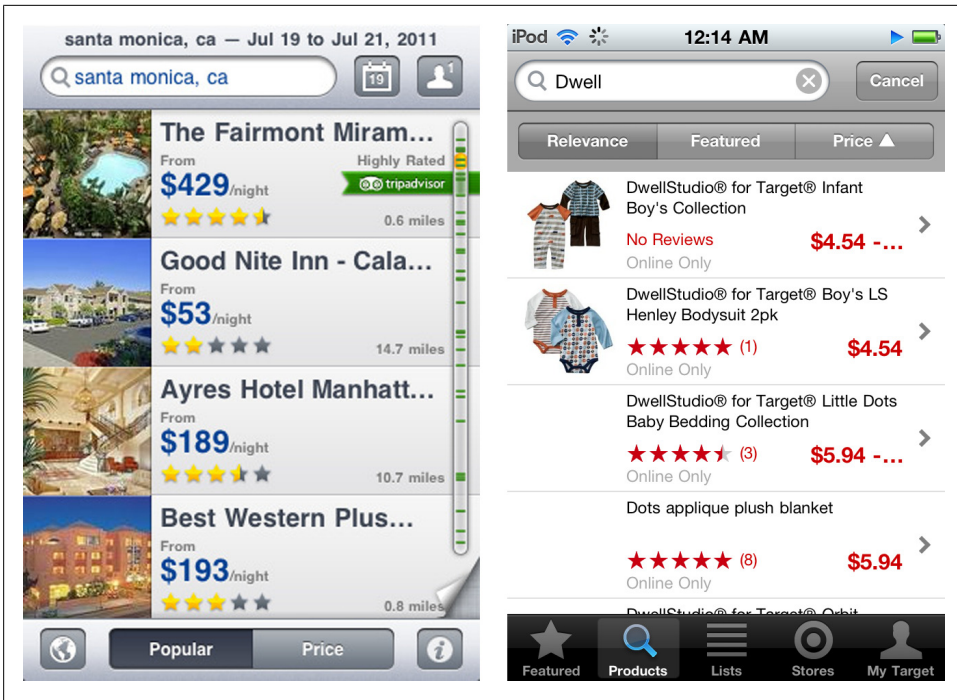 santa monica, ca — Jul 19 to Jul 21, 2011
santa monica, ca
19
1
The Fairmont Miram...
From
Highly Rated
$429/night
tripadvisor
0.6 miles
Good Nite Inn - Cala...
From
$53/night
14.7 miles
Ayres Hotel Manhatt...
From
$189/night
10.7 miles
Best Western Plus...
From
$193/night
0.8 miles
Popular
Price
i
iPod
12:14 AM
Dwell
Cancel
Relevance
Featured
Price ▲
DwellStudio® for Target® Infant
Boy's Collection
No Reviews
$4.54 -...
Online Only
DwellStudio® for Target® Boy's LS
Henley Bodysuit 2pk
(1)
$4.54
Online Only
DwellStudio® for Target® Little Dots
Baby Bedding Collection
(3)
$5.94 -...
Online Only
Dots applique plush blanket
(8)
$5.94
Online Only
DwellStudio® for Target® Orbit
Featured
Products
Lists
Stores
My Target